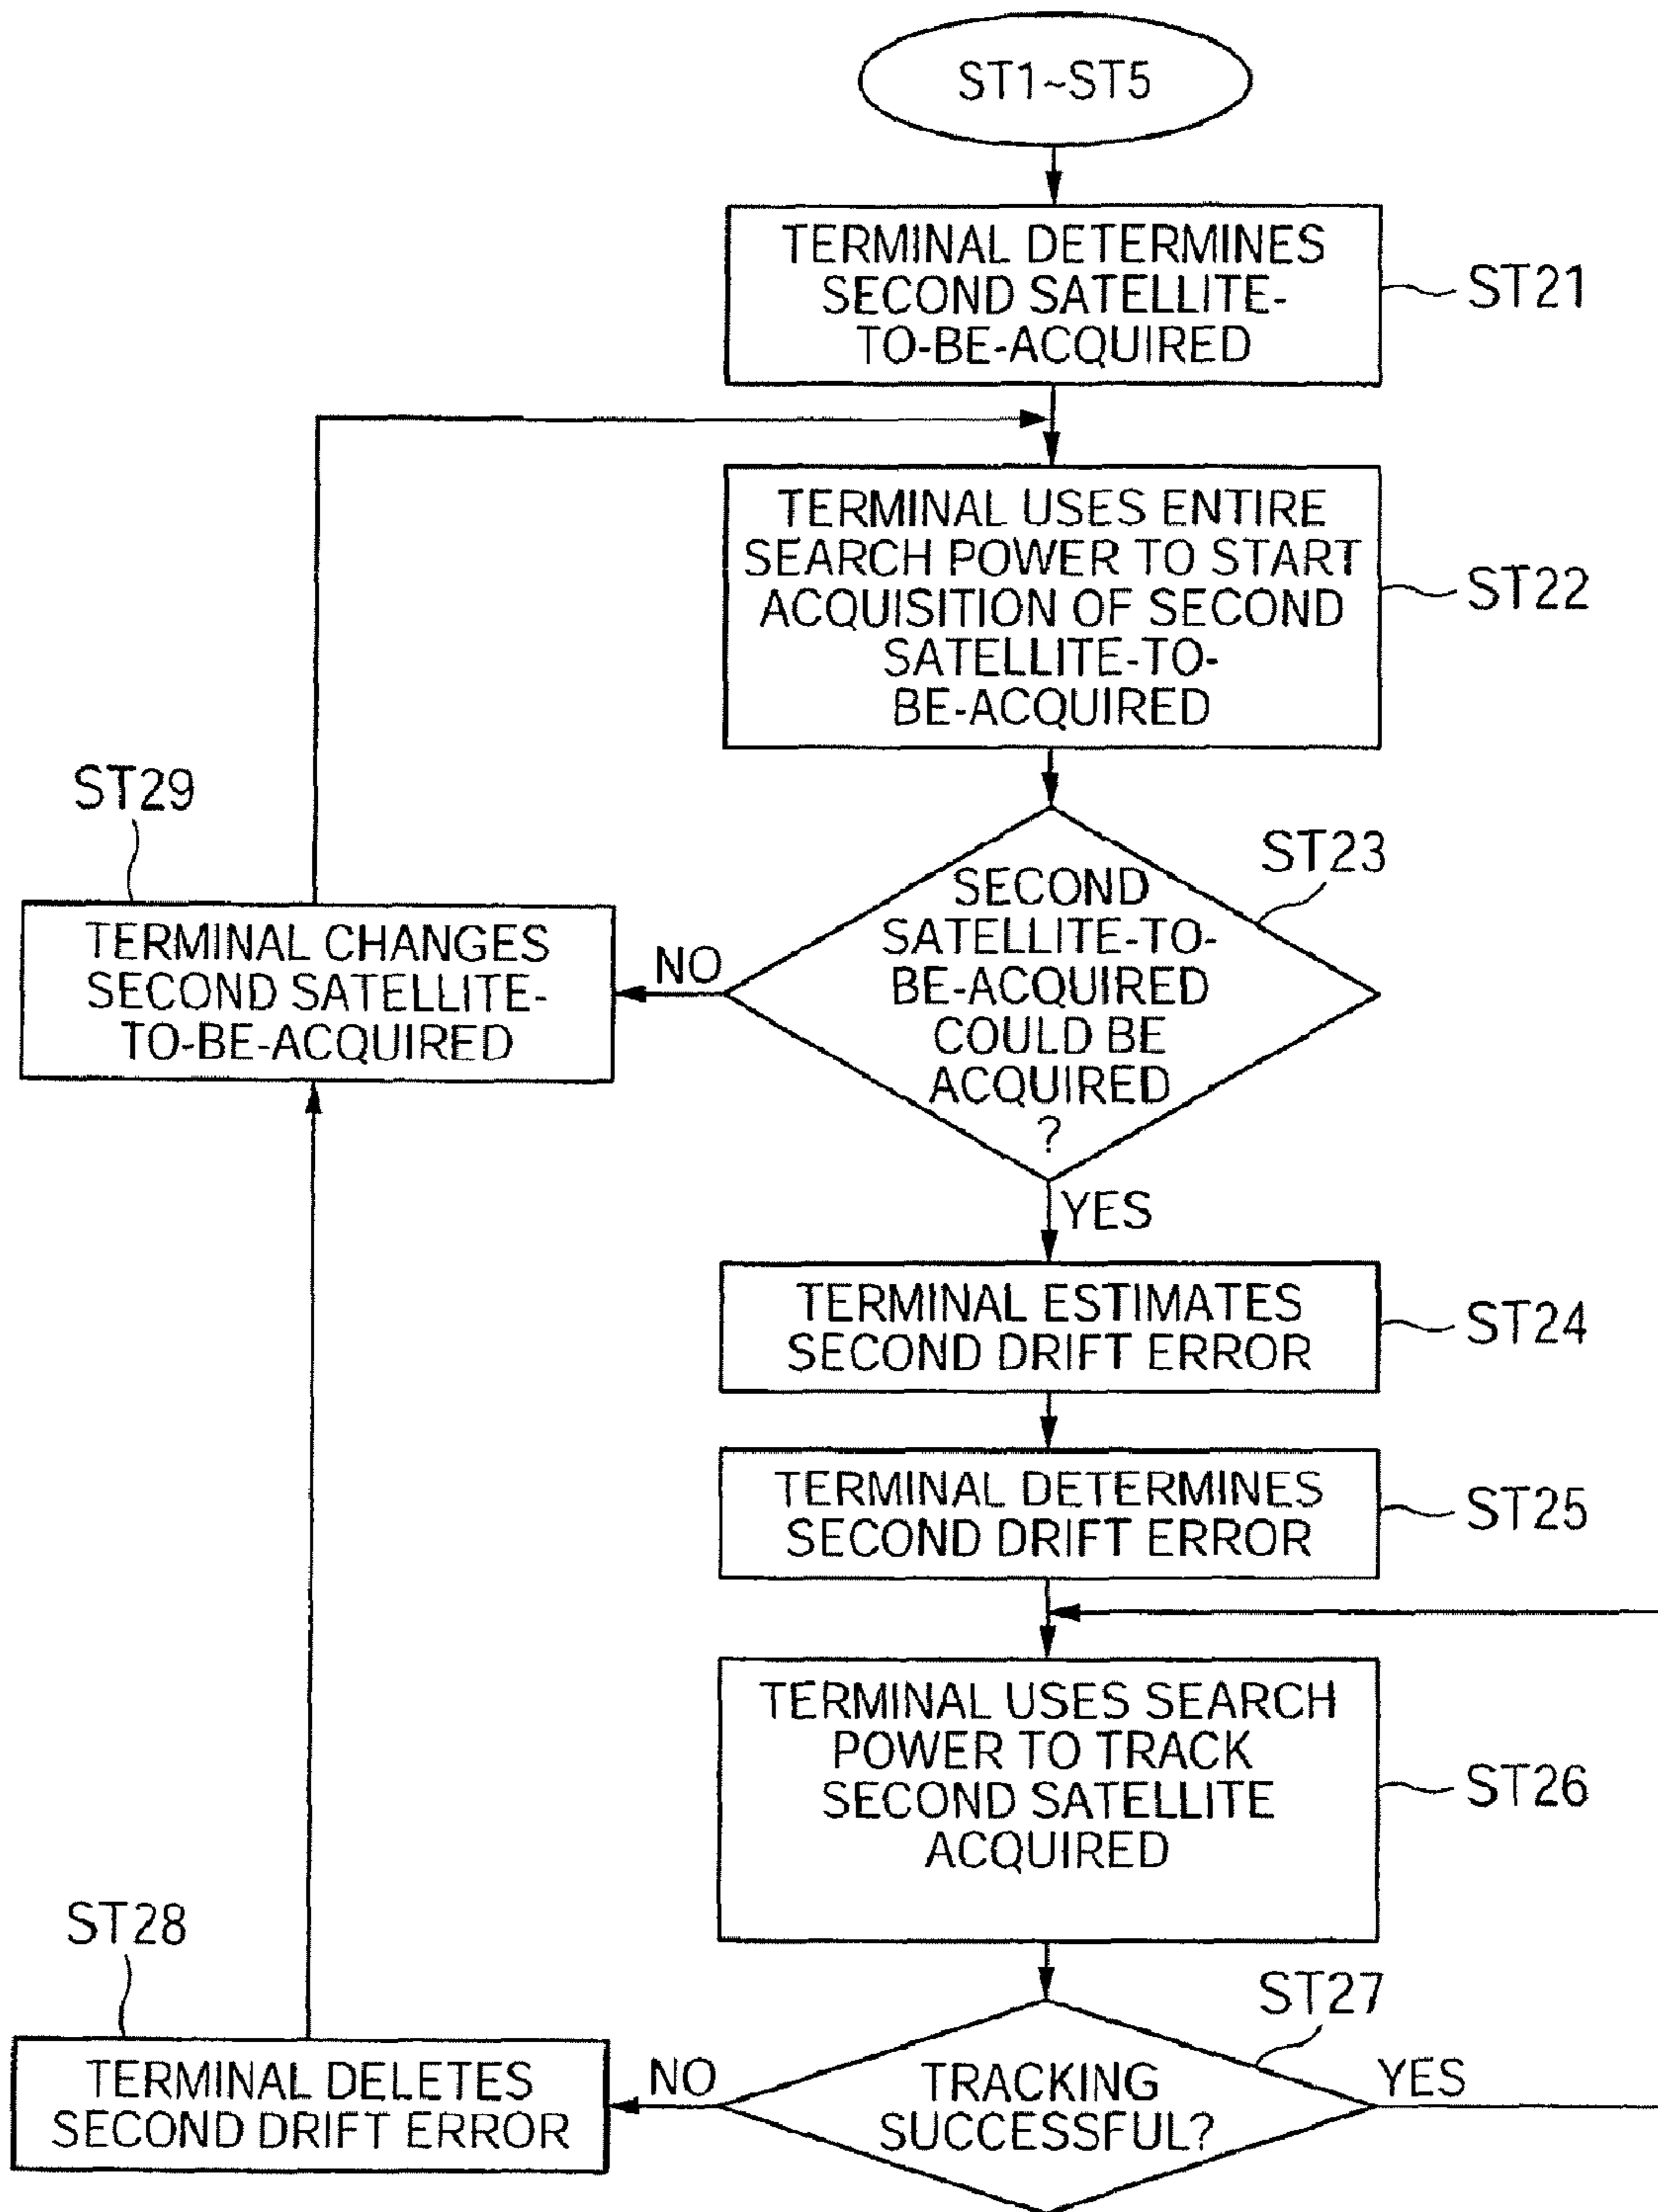 ST1~ST5
TERMINAL DETERMINES
SECOND SATELLITE-
TO-BE-ACQUIRED
ST21
TERMINAL USES ENTIRE
SEARCH POWER TO START
ACQUISITION OF SECOND
SATELLITE-TO-
BE-ACQUIRED
ST22
ST29
TERMINAL CHANGES
SECOND SATELLITE-
TO-BE-ACQUIRED
NO
SECOND
SATELLITE-TO-
BE-ACQUIRED
COULD BE
ACQUIRED
?
ST23
YES
TERMINAL ESTIMATES
SECOND DRIFT ERROR
ST24
TERMINAL DETERMINES
SECOND DRIFT ERROR
ST25
TERMINAL USES SEARCH
POWER TO TRACK
SECOND SATELLITE
ACQUIRED
ST26
ST28
TERMINAL DELETES
SECOND DRIFT ERROR
NO
TRACKING
SUCCESSFUL?
ST27
YES